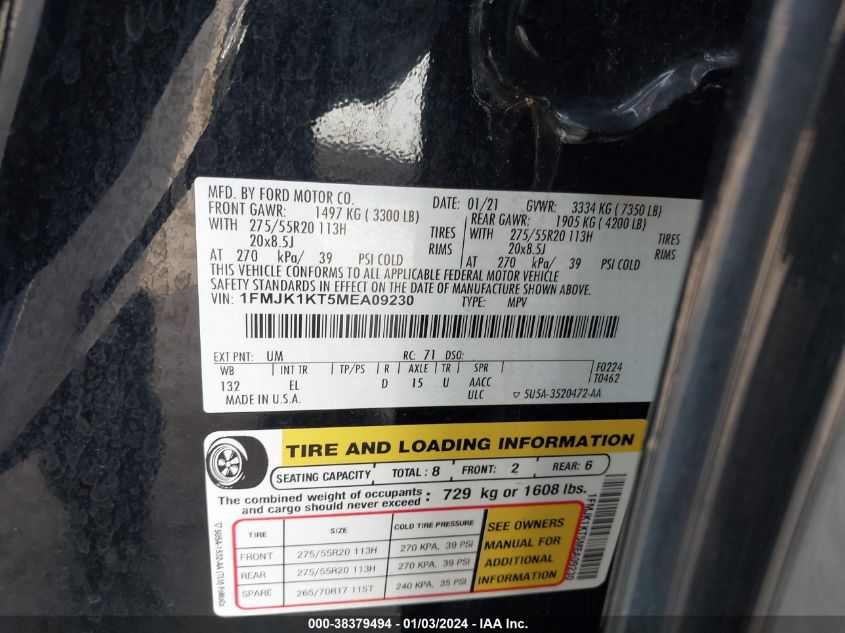 MFD. BY FORD MOTOR CO. DATE: 01/21 GVWR: 3334 KG ( 7350 LB)
FRONT GAWR: 1497 KG ( 3300 LB) REAR GAWR: 1905 KG ( 4200 LB)
WITH 275/55R20 113H TIRES WITH 275/55R20 113H TIRES
20x8.5J RIMS 20x8.5J RIMS
AT 270 kPa/ 39 PSI COLD AT 270 kPa/ 39 PSI COLD
THIS VEHICLE CONFORMS TO ALL APPLICABLE FEDERAL MOTOR VEHICLE
SAFETY STANDARDS IN EFFECT ON THE DATE OF MANUFACTURE SHOWN ABOVE.
VIN: 1FMJK1KT5MEA09230 TYPE: MPV
EXT PNT: UM RC: 71 DSO:
WB INT TR TP/PS R AXLE TR SPR F0224
132 EL D 15 U AACC T0462
MADE IN U.S.A. ULC ▽ 5U5A-3520472-AA
TIRE AND LOADING INFORMATION
SEATING CAPACITY TOTAL : 8 FRONT: 2 REAR: 6
The combined weight of occupants and cargo should never exceed : 729 kg or 1608 lbs.
TIRE SIZE COLD TIRE PRESSURE
FRONT 275/55R20 113H 270 KPA, 39 PSI
REAR 275/55R20 113H 270 KPA, 39 PSI
SPARE 265/70R17 115T 240 KPA, 35 PSI
SEE OWNERS
MANUAL FOR
ADDITIONAL
INFORMATION
1FMJK1KT5MEA09230
000-38379494 - 01/03/2024 - IAA Inc.